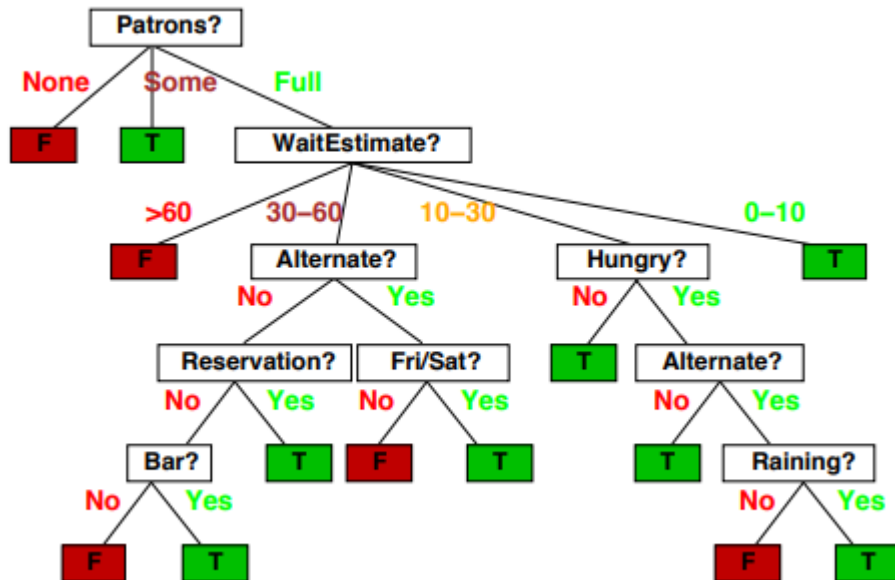 Patrons?
None Some Full
F T WaitEstimate?
>60 30–60 10–30 0–10
F Alternate? Hungry? T
No Yes No Yes
Reservation? Fri/Sat? T Alternate?
No Yes No Yes No Yes
Bar? T F T T Raining?
No Yes No Yes
F T F T